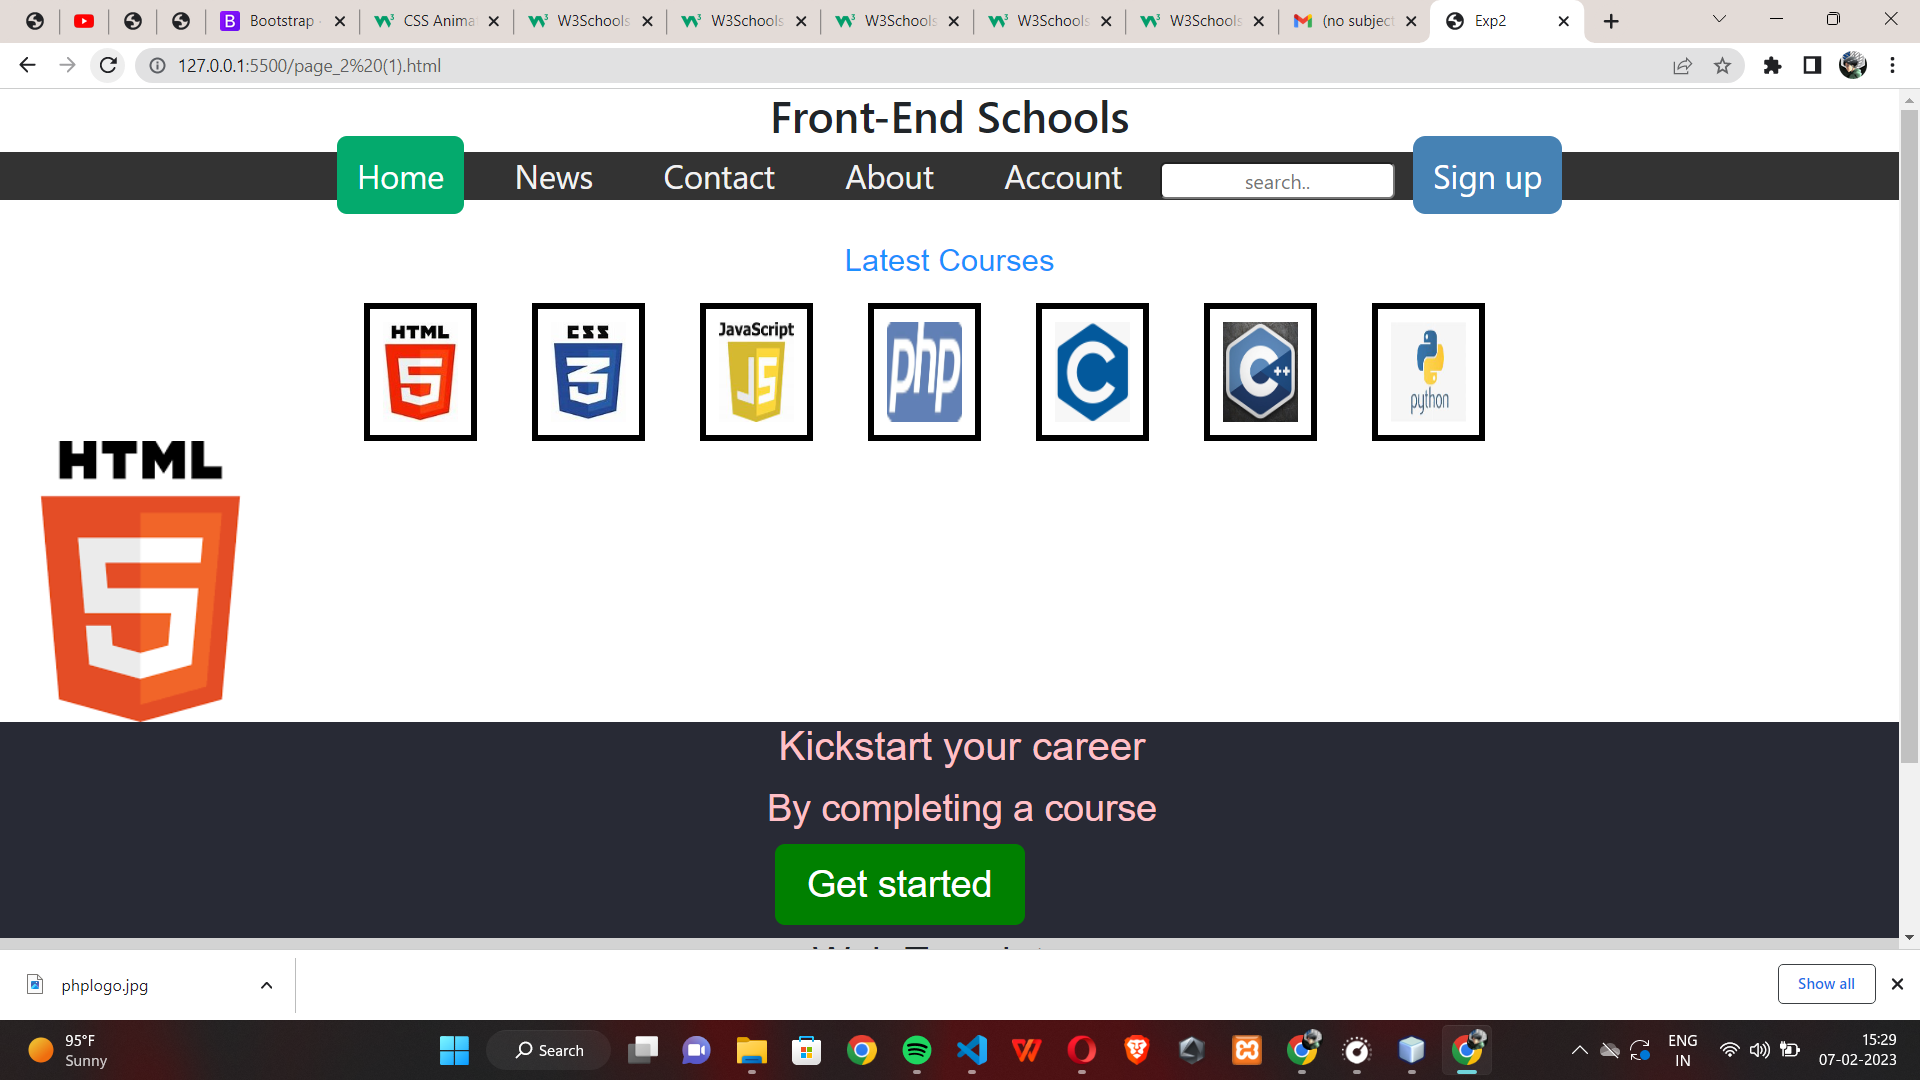 Bootstrap
CSS Anima
W3Schools
W3Schools
W3Schools
W3Schools
W3Schools
(no subject
Exp2
127.0.0.1:5500/page_2%20(1).html
Front-End Schools
Home News Contact About Account search.. Sign up
Latest Courses
HTML
5
CSS
3
JavaScript
JS
php
C
C++
python
HTML
5
Kickstart your career
By completing a course
Get started
phplogo.jpg
Show all
95°F
Sunny
Search
ENG
IN
15:29
07-02-2023